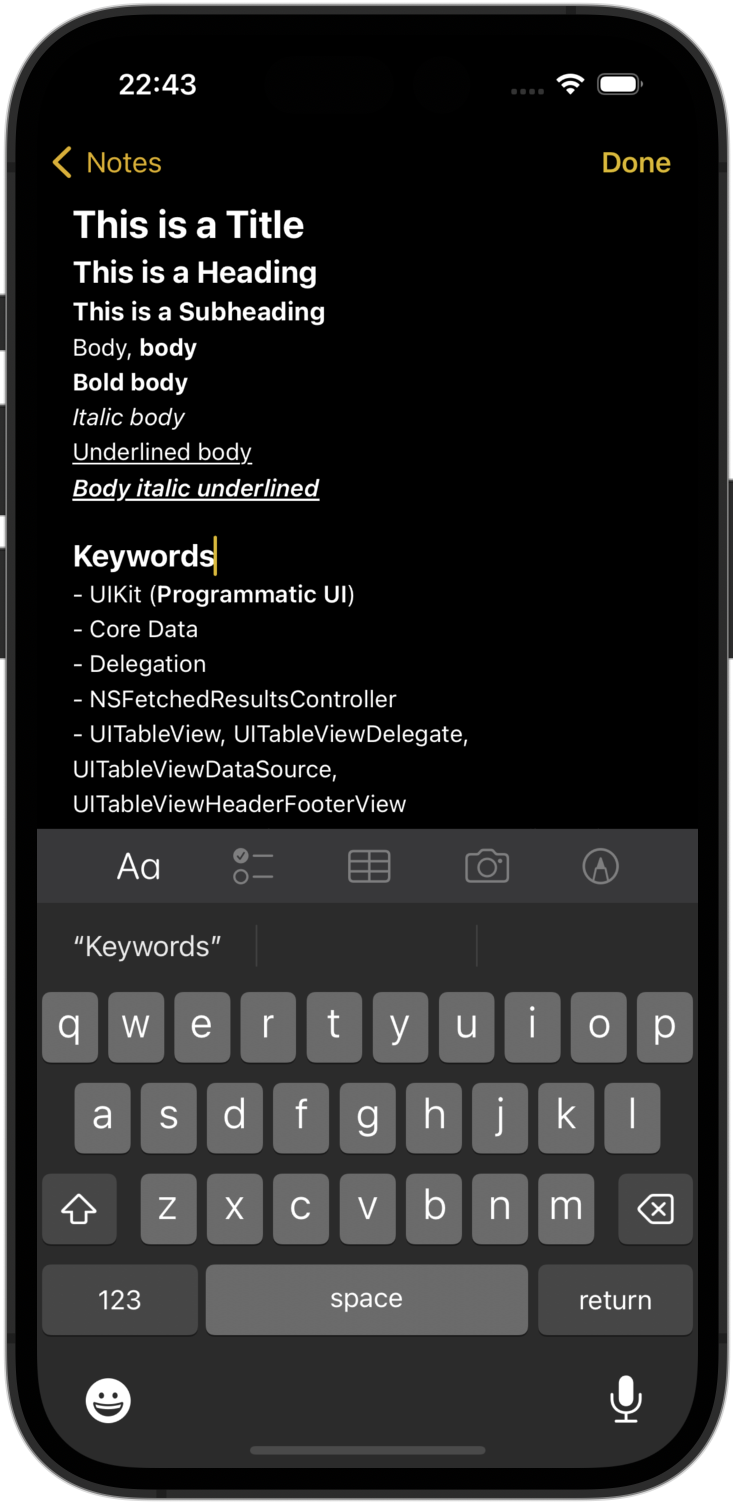 22:43
Notes
Done
This is a Title
This is a Heading
This is a Subheading
Body, body
Bold body
Italic body
Underlined body
Body italic underlined
Keywords
- UIKit (Programmatic UI)
- Core Data
- Delegation
- NSFetchedResultsController
- UITableView, UITableViewDelegate,
UITableViewDataSource,
UITableViewHeaderFooterView
Aa
“Keywords”
q w e r t y u i o p
a s d f g h j k l
z x c v b n m
123 space return